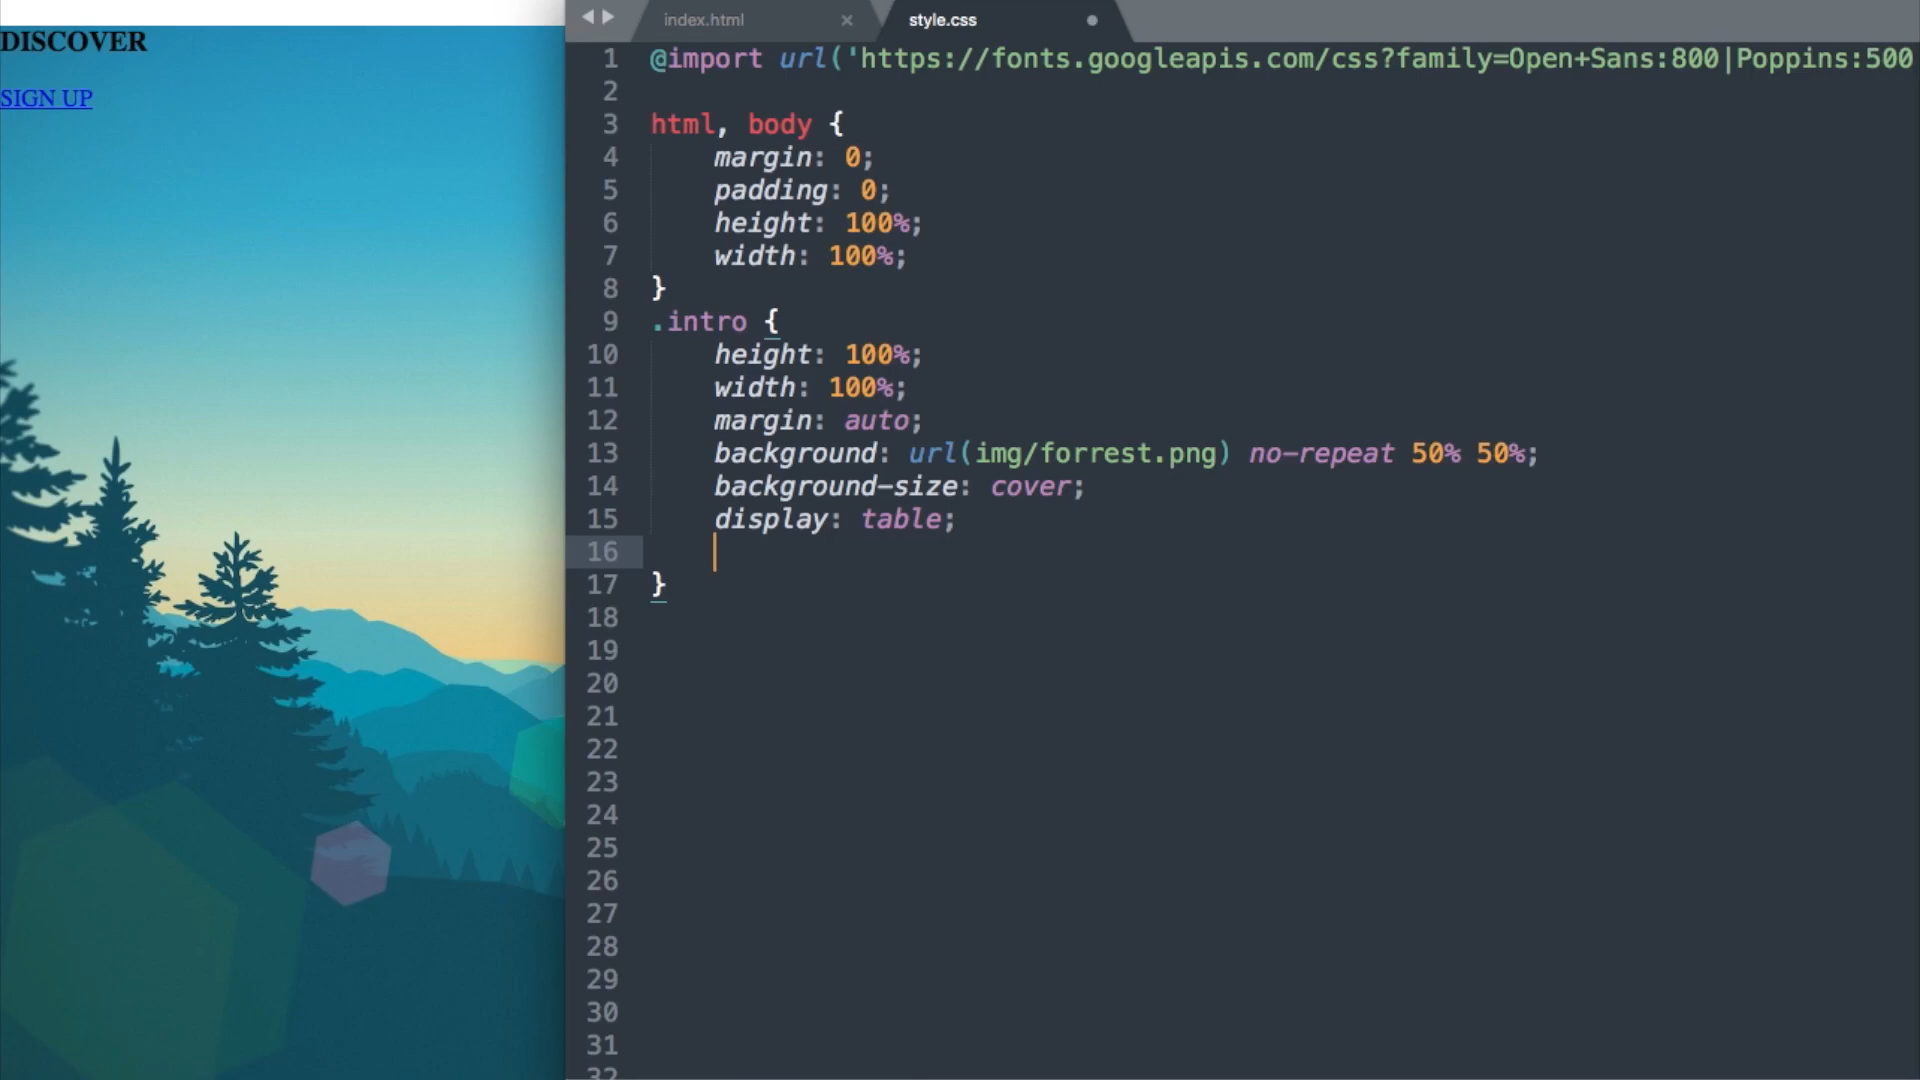 DISCOVER
SIGN UP
index.html
style.css
1 @import url('https://fonts.googleapis.com/css?family=Open+Sans:800|Poppins:500
2
3 html, body {
4 margin: 0;
5 padding: 0;
6 height: 100%;
7 width: 100%;
8 }
9 .intro {
10 height: 100%;
11 width: 100%;
12 margin: auto;
13 background: url(img/forrest.png) no-repeat 50% 50%;
14 background-size: cover;
15 display: table;
16
17 }
18
19
20
21
22
23
24
25
26
27
28
29
30
31
32